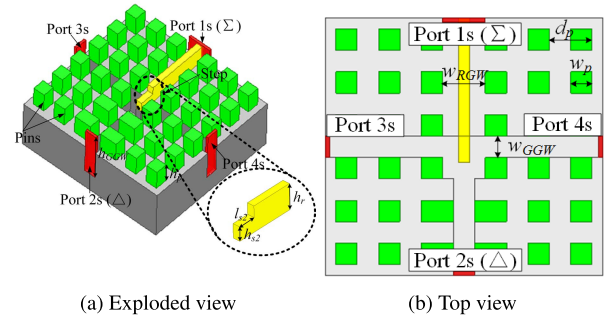 Port 3s
Port 1s (Σ)
Step
Pins
h_GGW
h_p
Port 4s
Port 2s (△)
l_s2
h_s2
h_r
(a) Exploded view
Port 1s (Σ)
d_p
w_RGW
w_p
Port 3s
Port 4s
w_GGW
Port 2s (△)
(b) Top view